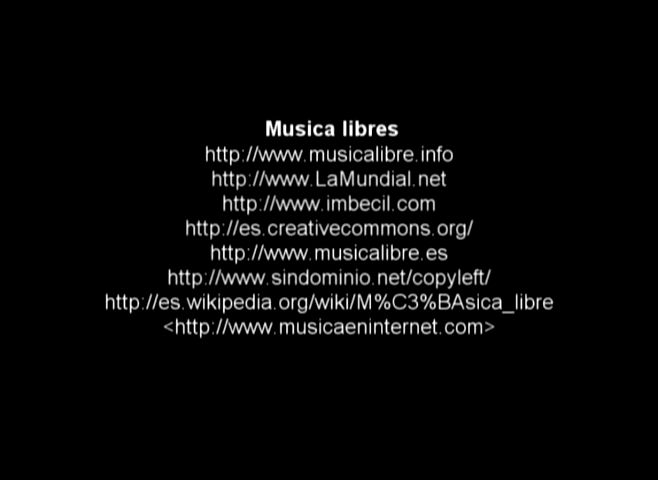 Musica libres
http://www.musicalibre.info
http://www.LaMundial.net
http://www.imbecil.com
http://es.creativecommons.org/
http://www.musicalibre.es
http://www.sindominio.net/copyleft/
http://es.wikipedia.org/wiki/M%C3%BAsica_libre
<http://www.musicaeninternet.com>